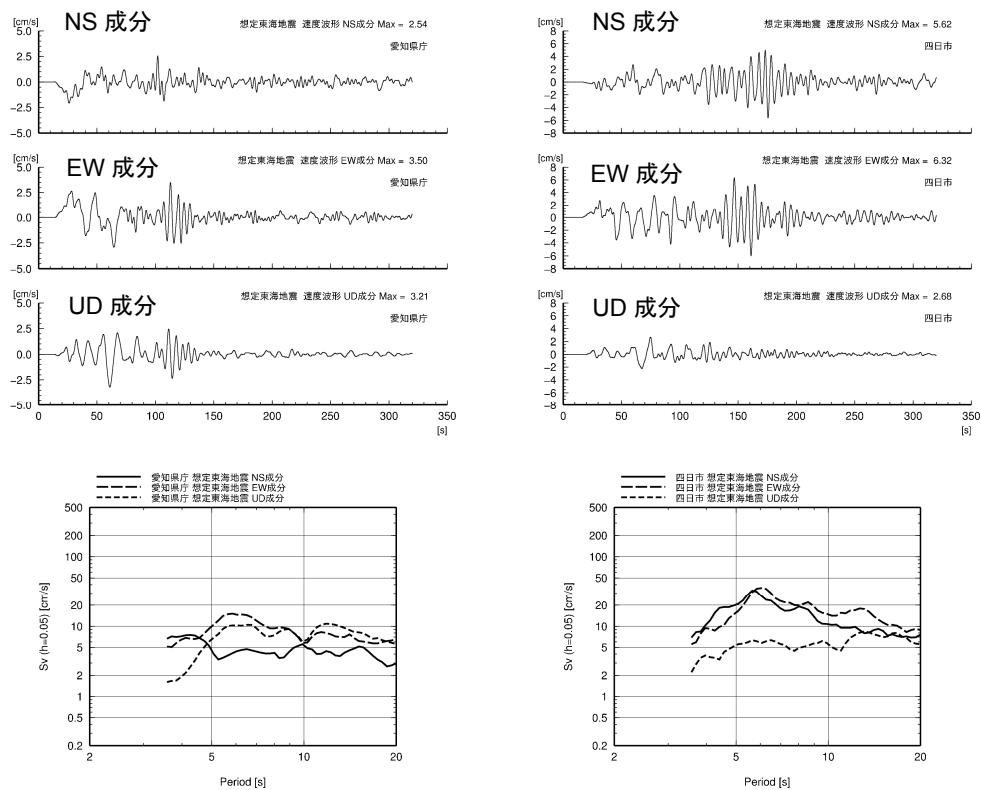 NS 成分
[cm/s]
想定東海地震 速度波形 NS成分 Max = 2.54
愛知県庁
5.0
2.5
0.0
−2.5
−5.0
EW 成分
[cm/s]
想定東海地震 速度波形 EW成分 Max = 3.50
愛知県庁
5.0
2.5
0.0
−2.5
−5.0
UD 成分
[cm/s]
想定東海地震 速度波形 UD成分 Max = 3.21
愛知県庁
5.0
2.5
0.0
−2.5
−5.0
0 50 100 150 200 250 300 350
[s]
NS 成分
[cm/s]
想定東海地震 速度波形 NS成分 Max = 5.62
四日市
8
6
4
2
0
−2
−4
−6
−8
EW 成分
[cm/s]
想定東海地震 速度波形 EW成分 Max = 6.32
四日市
8
6
4
2
0
−2
−4
−6
−8
UD 成分
[cm/s]
想定東海地震 速度波形 UD成分 Max = 2.68
四日市
8
6
4
2
0
−2
−4
−6
−8
0 50 100 150 200 250 300 350
[s]
愛知県庁 想定東海地震 NS成分
愛知県庁 想定東海地震 EW成分
愛知県庁 想定東海地震 UD成分
500
200
100
50
20
10
5
2
1
0.5
0.2
Sv (h=0.05) [cm/s]
2 5 10 20
Period [s]
四日市 想定東海地震 NS成分
四日市 想定東海地震 EW成分
四日市 想定東海地震 UD成分
500
200
100
50
20
10
5
2
1
0.5
0.2
Sv (h=0.05) [cm/s]
2 5 10 20
Period [s]